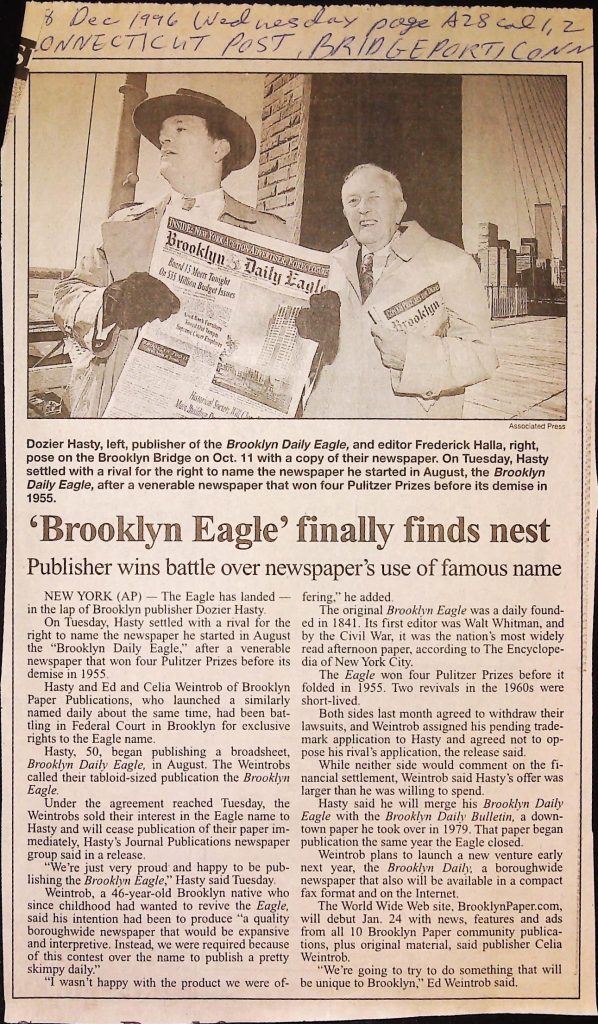 8 Dec 1996 Wednesday page A28 col 1,2
ONNECTICUT POST, BRIDGEPORT, CONN
S
INSIDE: NEW YORK AUCTION ADVERTISER, FORECLOSURE
Brooklyn Daily Eagle
Board 15 Meets Tonight
On $35 Million Budget Issues
Supreme Court
Historical Society Will
Brooklyn
Associated Press
Dozier Hasty, left, publisher of the Brooklyn Daily Eagle, and editor Frederick Halla, right,
pose on the Brooklyn Bridge on Oct. 11 with a copy of their newspaper. On Tuesday, Hasty
settled with a rival for the right to name the newspaper he started in August, the Brooklyn
Daily Eagle, after a venerable newspaper that won four Pulitzer Prizes before its demise in
1955.
‘Brooklyn Eagle’ finally finds nest
Publisher wins battle over newspaper’s use of famous name
NEW YORK (AP) — The Eagle has landed —
in the lap of Brooklyn publisher Dozier Hasty.
On Tuesday, Hasty settled with a rival for the
right to name the newspaper he started in August
the “Brooklyn Daily Eagle,” after a venerable
newspaper that won four Pulitzer Prizes before its
demise in 1955.
Hasty and Ed and Celia Weintrob of Brooklyn
Paper Publications, who launched a similarly
named daily about the same time, had been bat-
tling in Federal Court in Brooklyn for exclusive
rights to the Eagle name.
Hasty, 50, began publishing a broadsheet,
Brooklyn Daily Eagle, in August. The Weintrobs
called their tabloid-sized publication the Brooklyn
Eagle.
Under the agreement reached Tuesday, the
Weintrobs sold their interest in the Eagle name to
Hasty and will cease publication of their paper im-
mediately, Hasty’s Journal Publications newspaper
group said in a release.
“We’re just very proud and happy to be pub-
lishing the Brooklyn Eagle,” Hasty said Tuesday.
Weintrob, a 46-year-old Brooklyn native who
since childhood had wanted to revive the Eagle,
said his intention had been to produce “a quality
boroughwide newspaper that would be expansive
and interpretive. Instead, we were required because
of this contest over the name to publish a pretty
skimpy daily.”
“I wasn’t happy with the product we were of-
fering,” he added.
The original Brooklyn Eagle was a daily found-
ed in 1841. Its first editor was Walt Whitman, and
by the Civil War, it was the nation’s most widely
read afternoon paper, according to The Encyclope-
dia of New York City.
The Eagle won four Pulitzer Prizes before it
folded in 1955. Two revivals in the 1960s were
short-lived.
Both sides last month agreed to withdraw their
lawsuits, and Weintrob assigned his pending trade-
mark application to Hasty and agreed not to op-
pose his rival’s application, the release said.
While neither side would comment on the fi-
nancial settlement, Weintrob said Hasty’s offer was
larger than he was willing to spend.
Hasty said he will merge his Brooklyn Daily
Eagle with the Brooklyn Daily Bulletin, a down-
town paper he took over in 1979. That paper began
publication the same year the Eagle closed.
Weintrob plans to launch a new venture early
next year, the Brooklyn Daily, a boroughwide
newspaper that also will be available in a compact
fax format and on the Internet.
The World Wide Web site, BrooklynPaper.com,
will debut Jan. 24 with news, features and ads
from all 10 Brooklyn Paper community publica-
tions, plus original material, said publisher Celia
Weintrob.
“We’re going to try to do something that will
be unique to Brooklyn,” Ed Weintrob said.